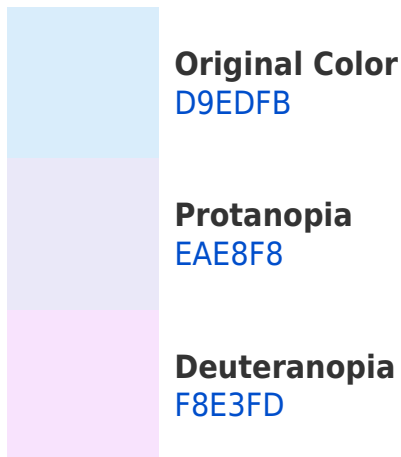 Original Color
D9EDFB
Protanopia
EAE8F8
Deuteranopia
F8E3FD